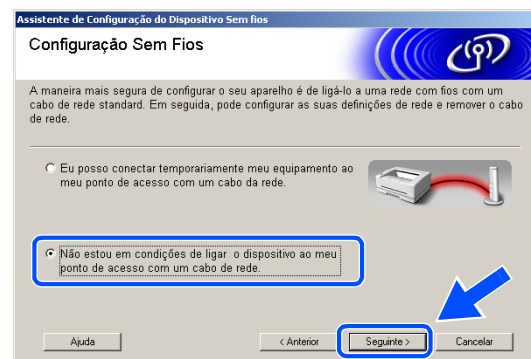 Assistente de Configuração do Dispositivo Sem fios
Configuração Sem Fios
A maneira mais segura de configurar o seu aparelho é de ligá-lo a uma rede com fios com um
cabo de rede standard. Em seguida, pode configurar as suas definições de rede e remover o cabo
de rede.
Eu posso conectar temporariamente meu equipamento ao
meu ponto de acesso com um cabo da rede.
Não estou em condições de ligar o dispositivo ao meu
ponto de acesso com um cabo de rede.
Ajuda
< Anterior
Seguinte >
Cancelar